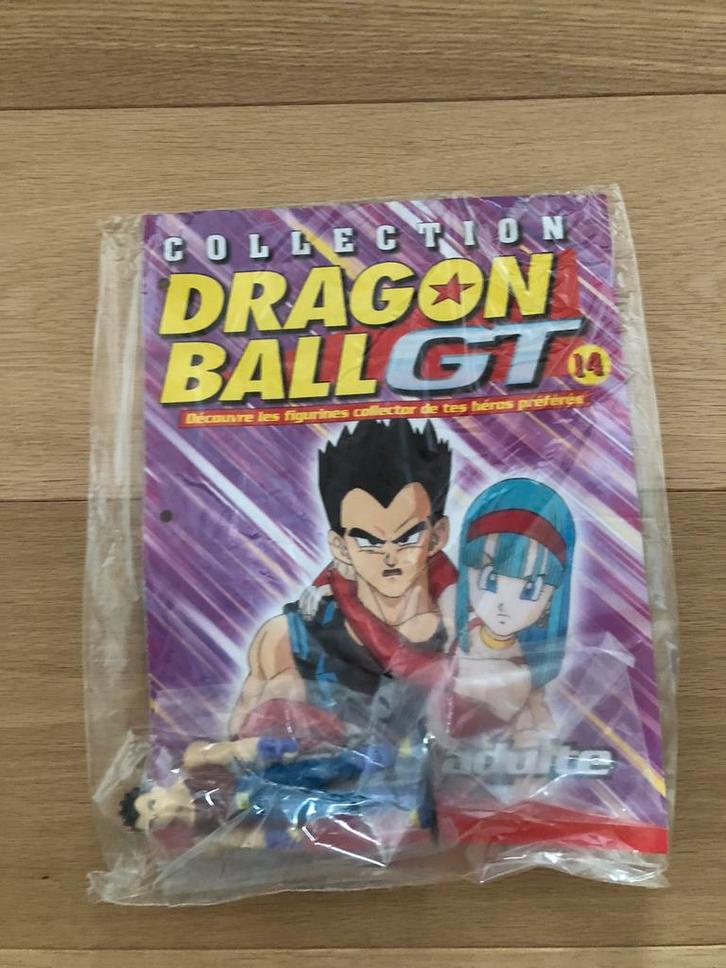 COLLECTION
DRAGON
BALL GT
14
Découvre les figurines collector de tes héros préférés
adulte